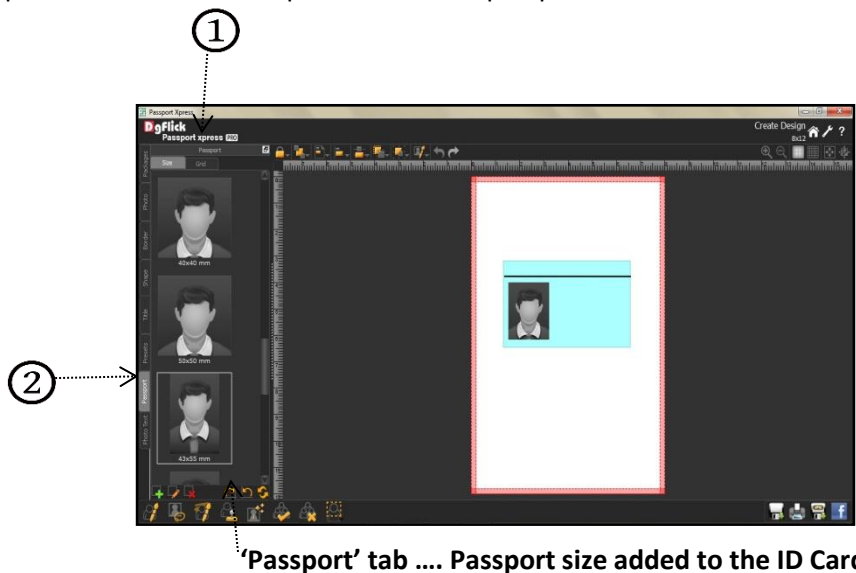 ①
Passport Xpress
DgFlick
Passport xpress PRO
Create Design
8x12
?
Passport
Size Grid
Packages
Photo
Border
Shape
Title
Presets
Passport
Photo Text
40x40 mm
50x50 mm
43x55 mm
②
f
‘Passport’ tab …. Passport size added to the ID Card